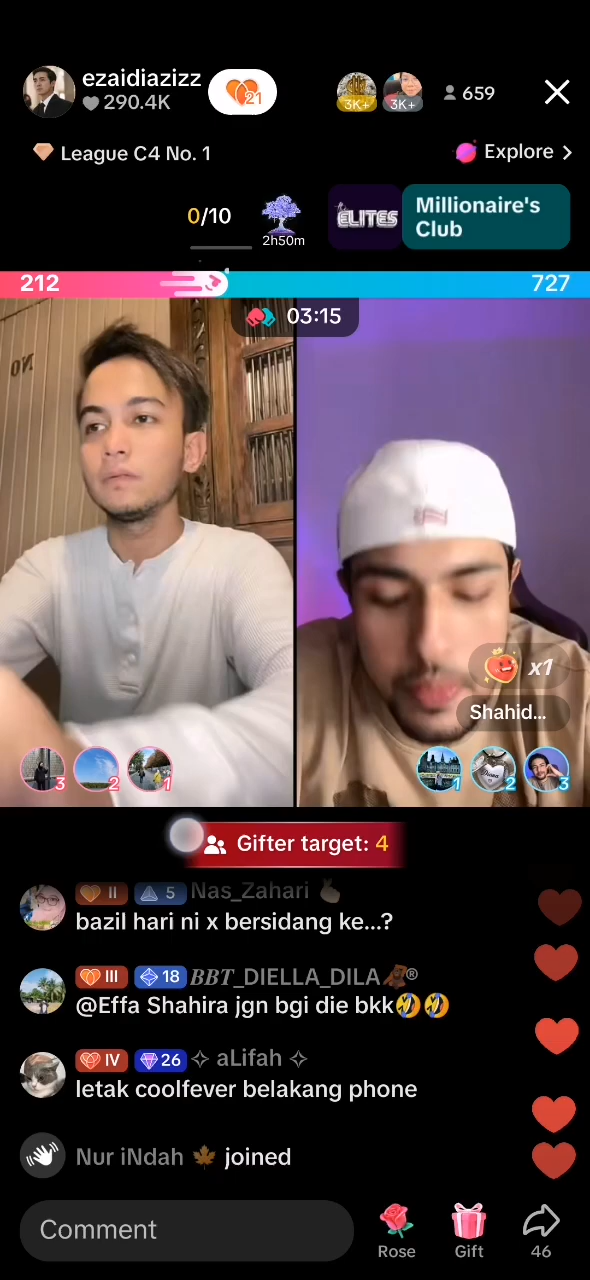 ezaidiazizz
290.4K
21
3K+
3K+
659
League C4 No. 1
Explore
0/10
2h50m
ELITES
Millionaire's
Club
212
727
03:15
x1
Shahid...
3
2
1
1
2
3
Gifter target: 4
II
5
Nas_Zahari
bazil hari ni x bersidang ke...?
III
18
BBT_DIELLA_DILA®
@Effa Shahira jgn bgi die bkk🤣🤣
IV
26
✧ aLifah ✧
letak coolfever belakang phone
Nur iNdah 🍁 joined
Comment
Rose
Gift
46